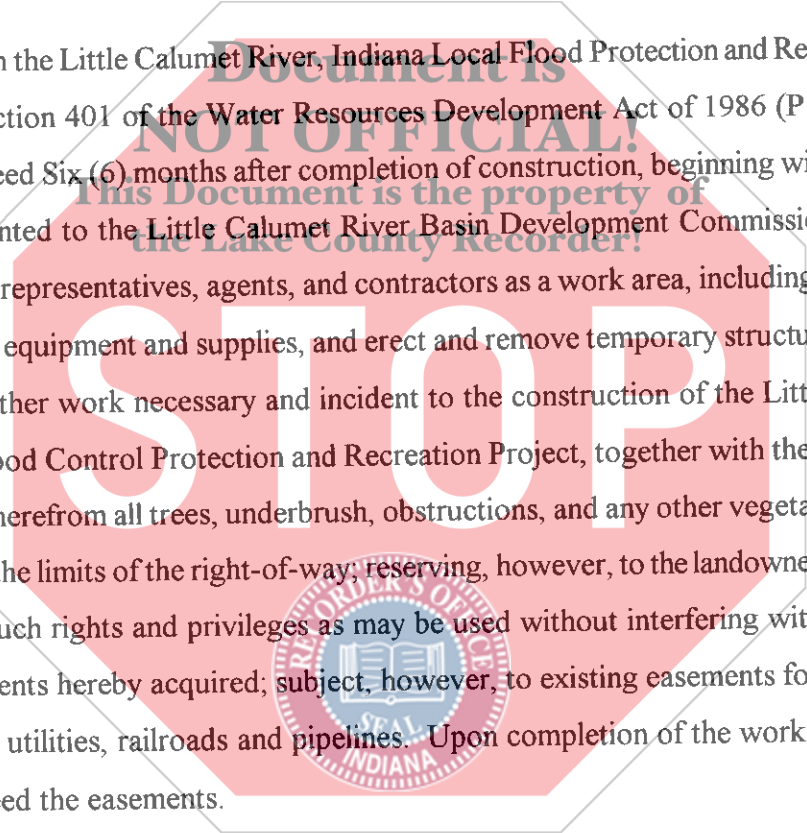 n the Little Calumet River, Indiana Local Flood Protection and Re
Document is
ction 401 of the Water Resources Development Act of 1986 (P
NOT OFFICIAL!
eed Six (6) months after completion of construction, beginning wi
This Document is the property of
nted to the Little Calumet River Basin Development Commissi
the Lake County Recorder!
representatives, agents, and contractors as a work area, including
equipment and supplies, and erect and remove temporary structu
STOP
ther work necessary and incident to the construction of the Litt
ood Control Protection and Recreation Project, together with the
herefrom all trees, underbrush, obstructions, and any other vegeta
he limits of the right-of-way; reserving, however, to the landowne
RECORDER'S OFFICE
uch rights and privileges as may be used without interfering wit
ents hereby acquired; subject, however, to existing easements fo
SEAL
utilities, railroads and pipelines. Upon completion of the work
INDIANA
ed the easements.